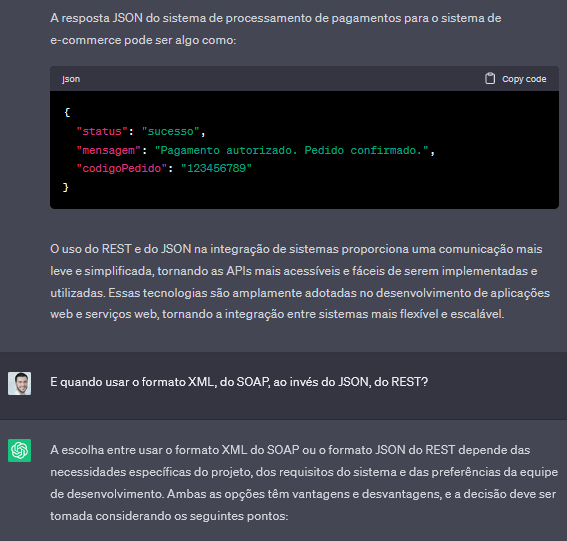 A resposta JSON do sistema de processamento de pagamentos para o sistema de
e-commerce pode ser algo como:
json
Copy code
{
"status": "sucesso",
"mensagem": "Pagamento autorizado. Pedido confirmado.",
"codigoPedido": "123456789"
}
O uso do REST e do JSON na integração de sistemas proporciona uma comunicação mais
leve e simplificada, tornando as APIs mais acessíveis e fáceis de serem implementadas e
utilizadas. Essas tecnologias são amplamente adotadas no desenvolvimento de aplicações
web e serviços web, tornando a integração entre sistemas mais flexível e escalável.
E quando usar o formato XML, do SOAP, ao invés do JSON, do REST?
A escolha entre usar o formato XML do SOAP ou o formato JSON do REST depende das
necessidades específicas do projeto, dos requisitos do sistema e das preferências da equipe
de desenvolvimento. Ambas as opções têm vantagens e desvantagens, e a decisão deve ser
tomada considerando os seguintes pontos: